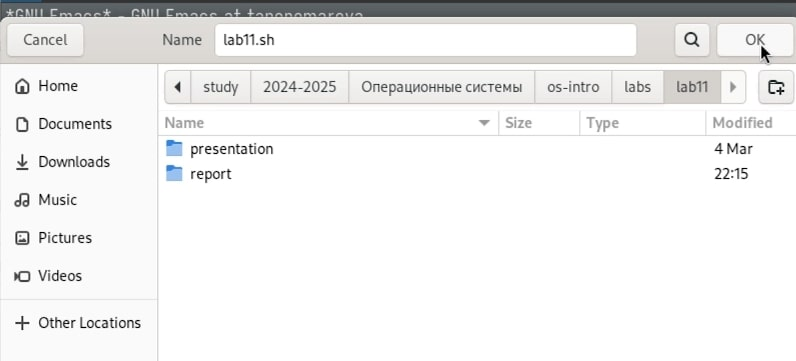 *GNU Emacs* - GNU Emacs at taponomareva
Cancel Name lab11.sh OK
Home study 2024-2025 Операционные системы os-intro labs lab11
Documents Name Size Type Modified
presentation 4 Mar
Downloads report 22:15
Music
Pictures
Videos
Other Locations